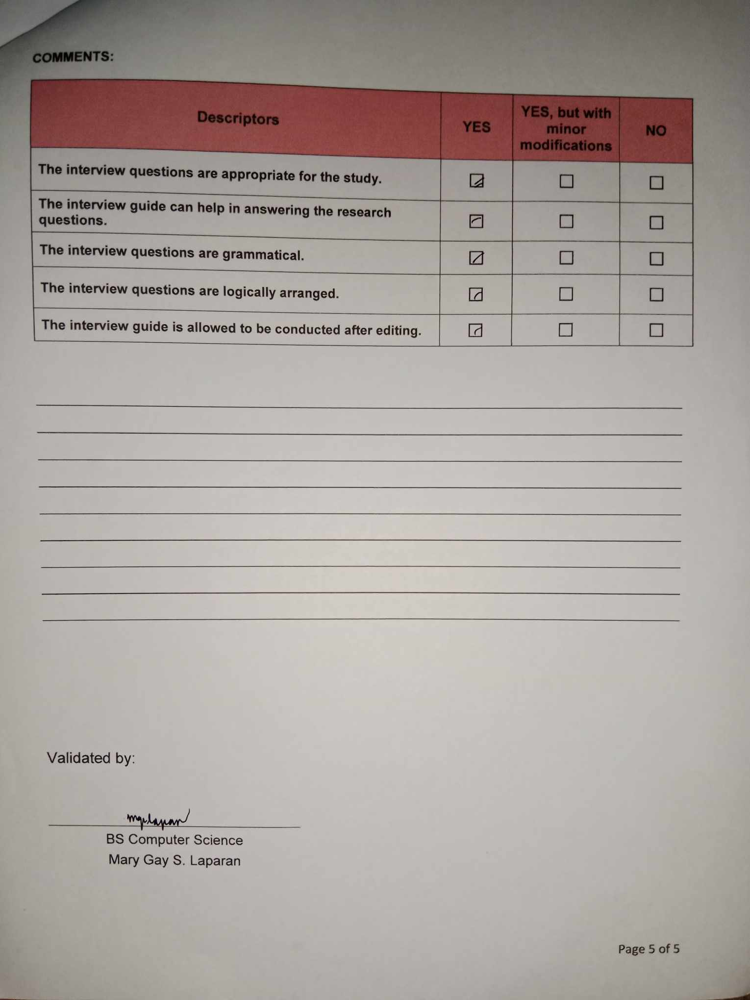 COMMENTS:
Descriptors
YES
YES, but with
minor
modifications
NO
The interview questions are appropriate for the study.
The interview guide can help in answering the research
questions.
The interview questions are grammatical.
The interview questions are logically arranged.
The interview guide is allowed to be conducted after editing.
Validated by:
BS Computer Science
Mary Gay S. Laparan
Page 5 of 5